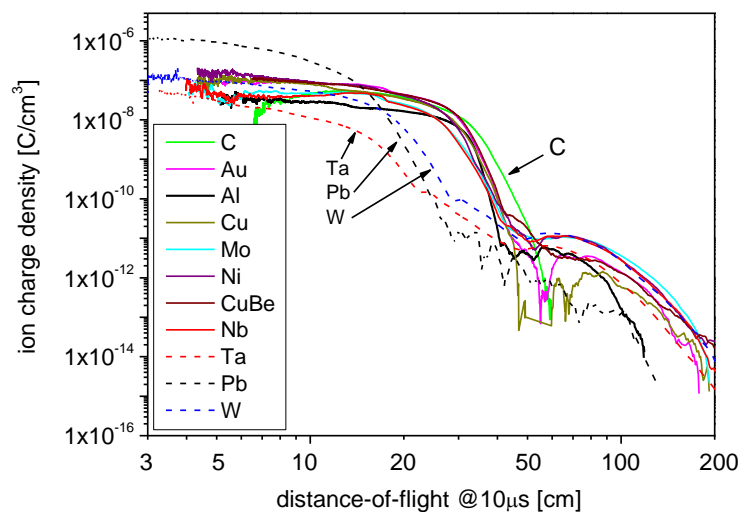 1x10⁻⁶
1x10⁻⁸
1x10⁻¹⁰
1x10⁻¹²
1x10⁻¹⁴
1x10⁻¹⁶
ion charge density [C/cm³]
C
Au
Al
Cu
Mo
Ni
CuBe
Nb
Ta
Pb
W
Ta
Pb
W
C
3 5 10 20 50 100 200
distance-of-flight @10μs [cm]